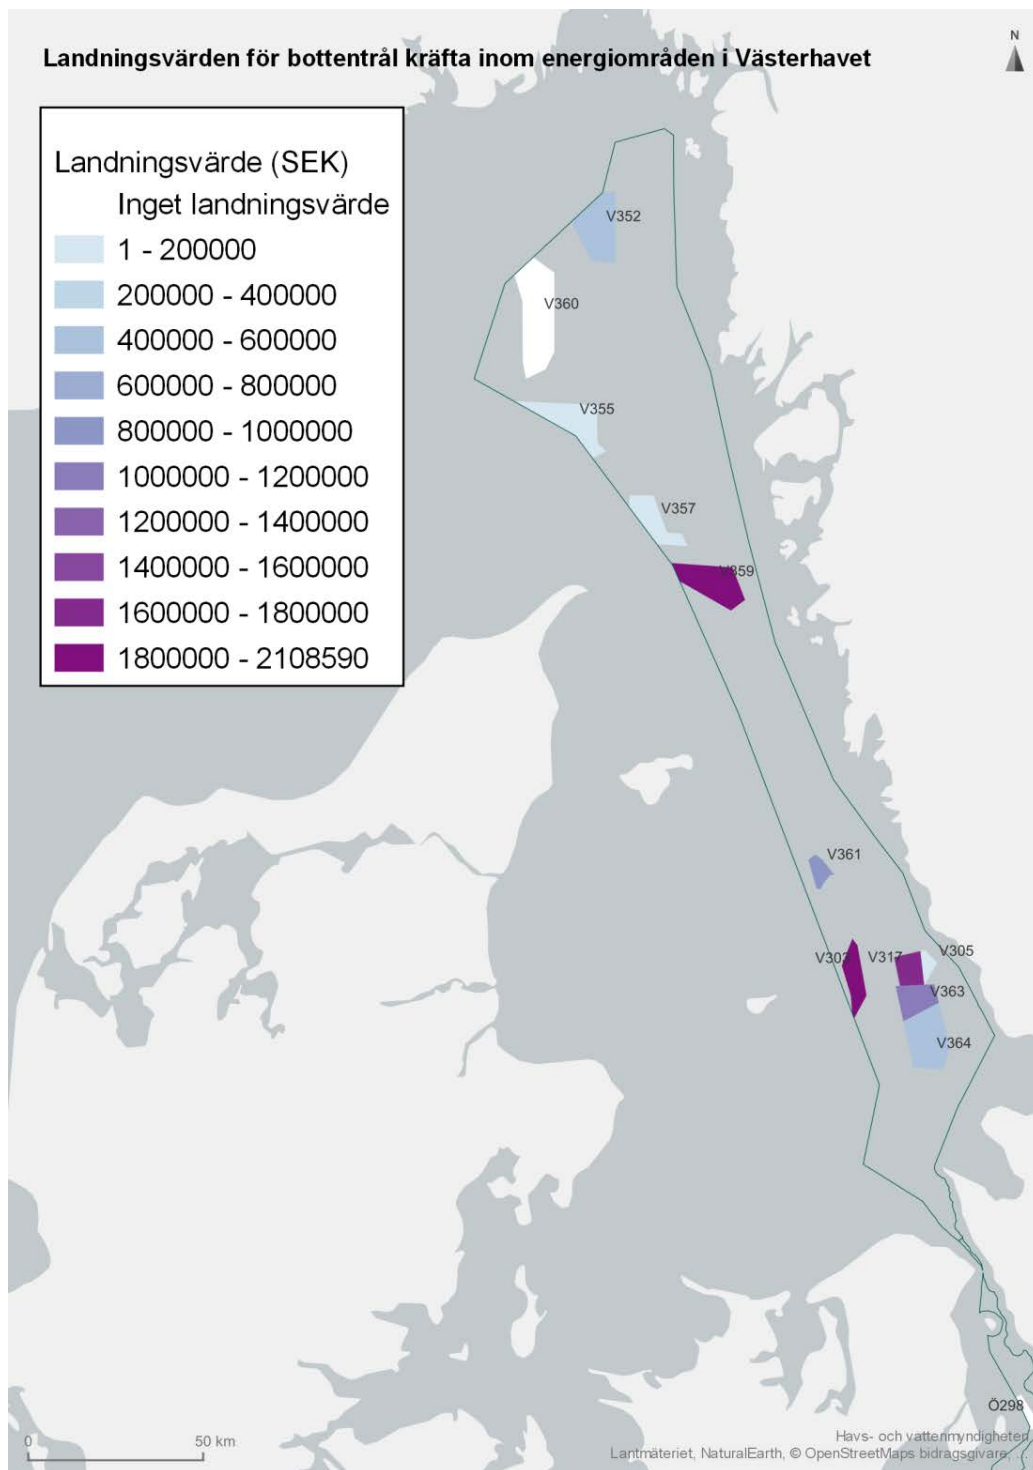 Landningsvärden för bottentrål kräfta inom energiområden i Västerhavet
N
Landningsvärde (SEK)
Inget landningsvärde
1 - 200000
200000 - 400000
400000 - 600000
600000 - 800000
800000 - 1000000
1000000 - 1200000
1200000 - 1400000
1400000 - 1600000
1600000 - 1800000
1800000 - 2108590
V352
V360
V355
V357
V359
V361
V303
V317
V305
V363
V364
Ö298
0 50 km
Havs- och vattenmyndigheten
Lantmäteriet, NaturalEarth, © OpenStreetMaps bidragsgivare, ...